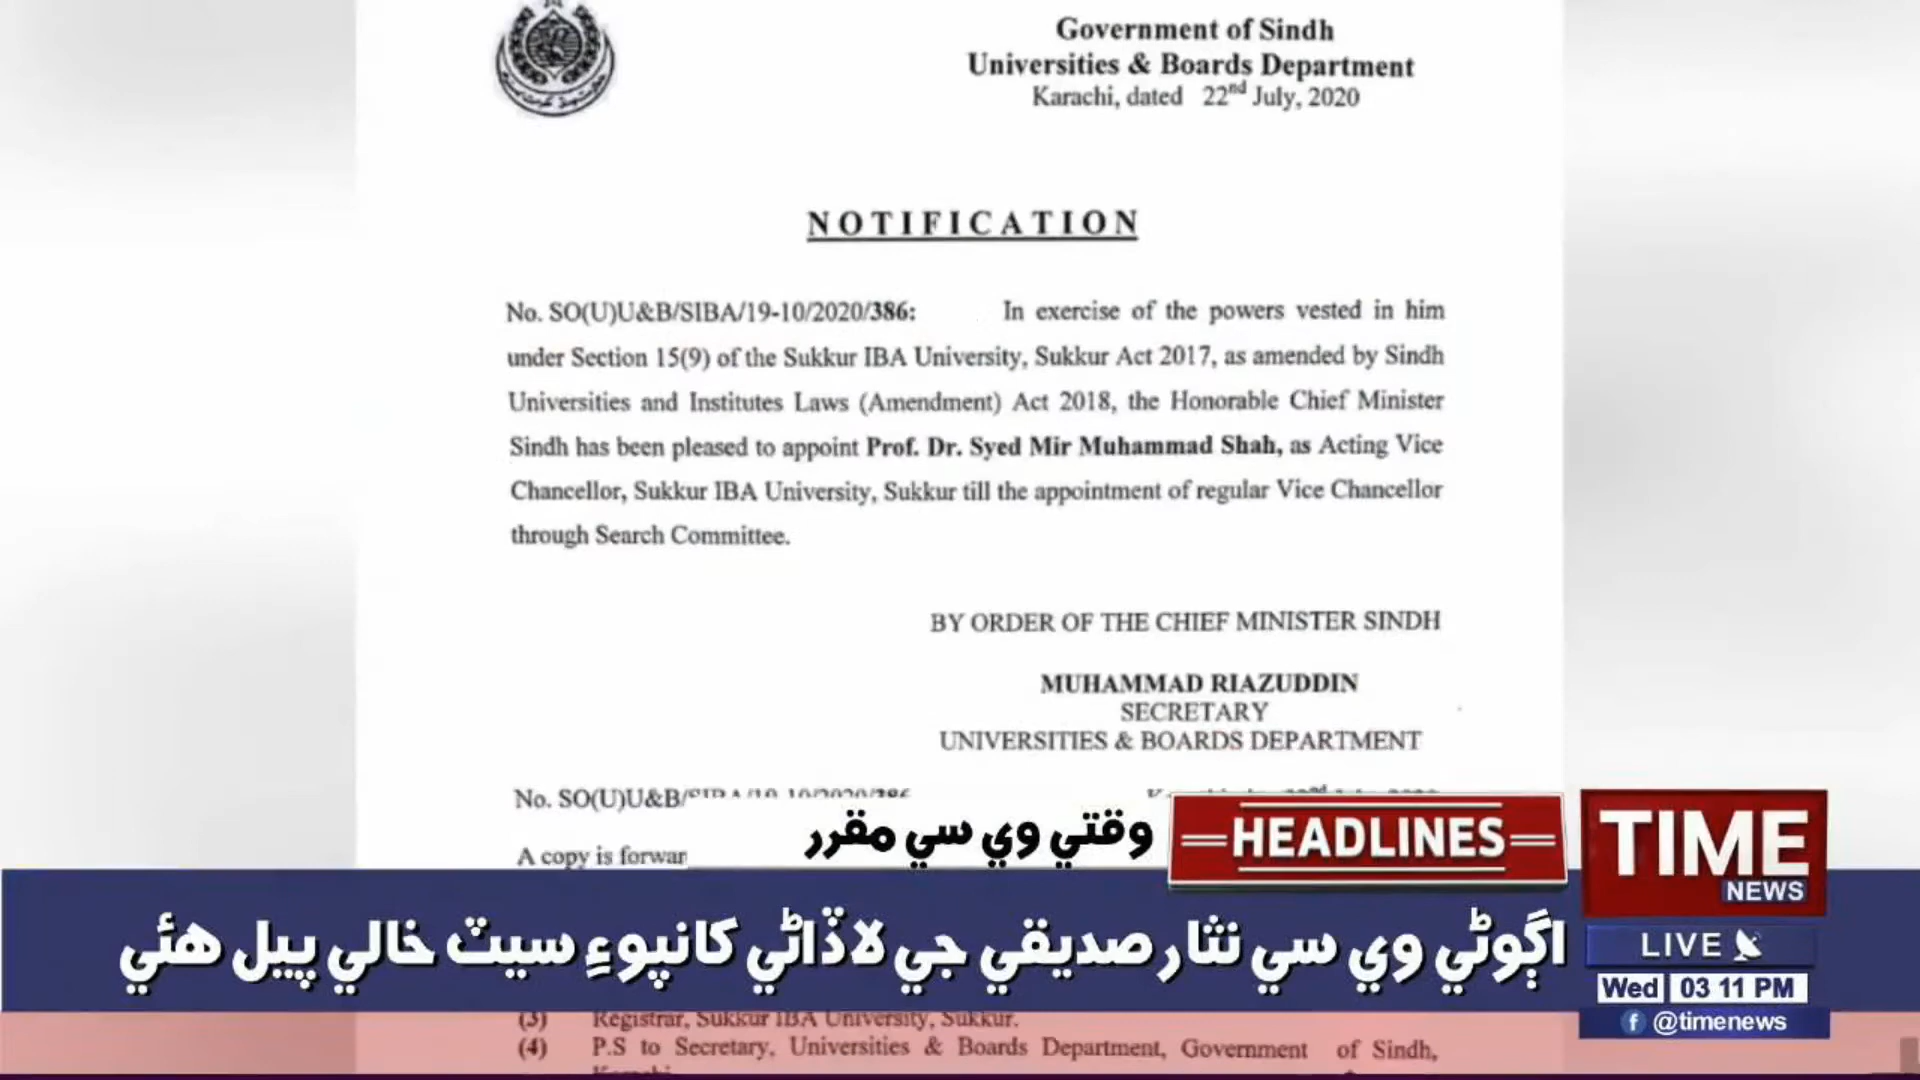 Government of Sindh
Universities & Boards Department
Karachi, dated 22nd July, 2020
NOTIFICATION
No. SO(U)U&B/SIBA/19-10/2020/386: In exercise of the powers vested in him
under Section 15(9) of the Sukkur IBA University, Sukkur Act 2017, as amended by Sindh
Universities and Institutes Laws (Amendment) Act 2018, the Honorable Chief Minister
Sindh has been pleased to appoint Prof. Dr. Syed Mir Muhammad Shah, as Acting Vice
Chancellor, Sukkur IBA University, Sukkur till the appointment of regular Vice Chancellor
through Search Committee.
BY ORDER OF THE CHIEF MINISTER SINDH
MUHAMMAD RIAZUDDIN
SECRETARY
UNIVERSITIES & BOARDS DEPARTMENT
No. SO(U)U&B/SIBA/19-10/2020/386
A copy is forwar
وقتي وي سي مقرر
HEADLINES
TIME
NEWS
اڳوڻي وي سي نثار صديقي جي لاڏاڻي کانپوءِ سيٽ خالي پيل هئي
LIVE
Wed 03 11 PM
@timenews
(3) Registrar, Sukkur IBA University, Sukkur.
(4) P.S to Secretary, Universities & Boards Department, Government of Sindh,